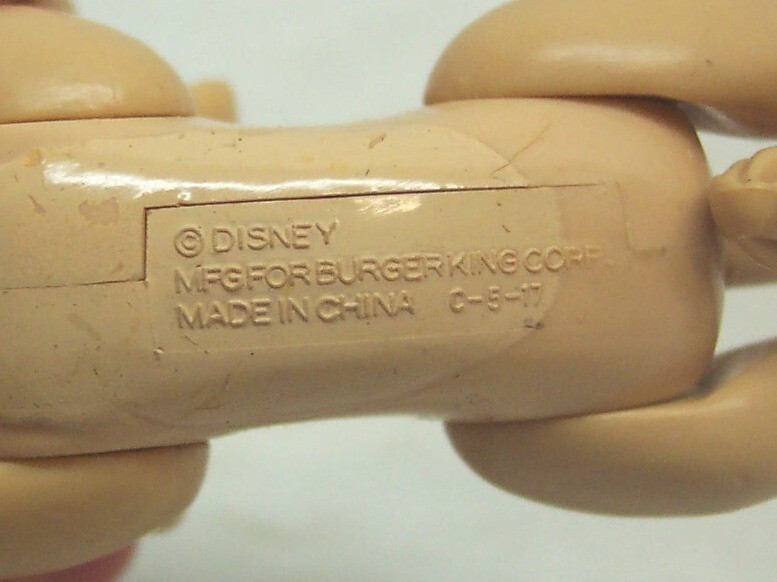 © DISNEY
MFG FOR BURGER KING CORP.
MADE IN CHINA C-5-17